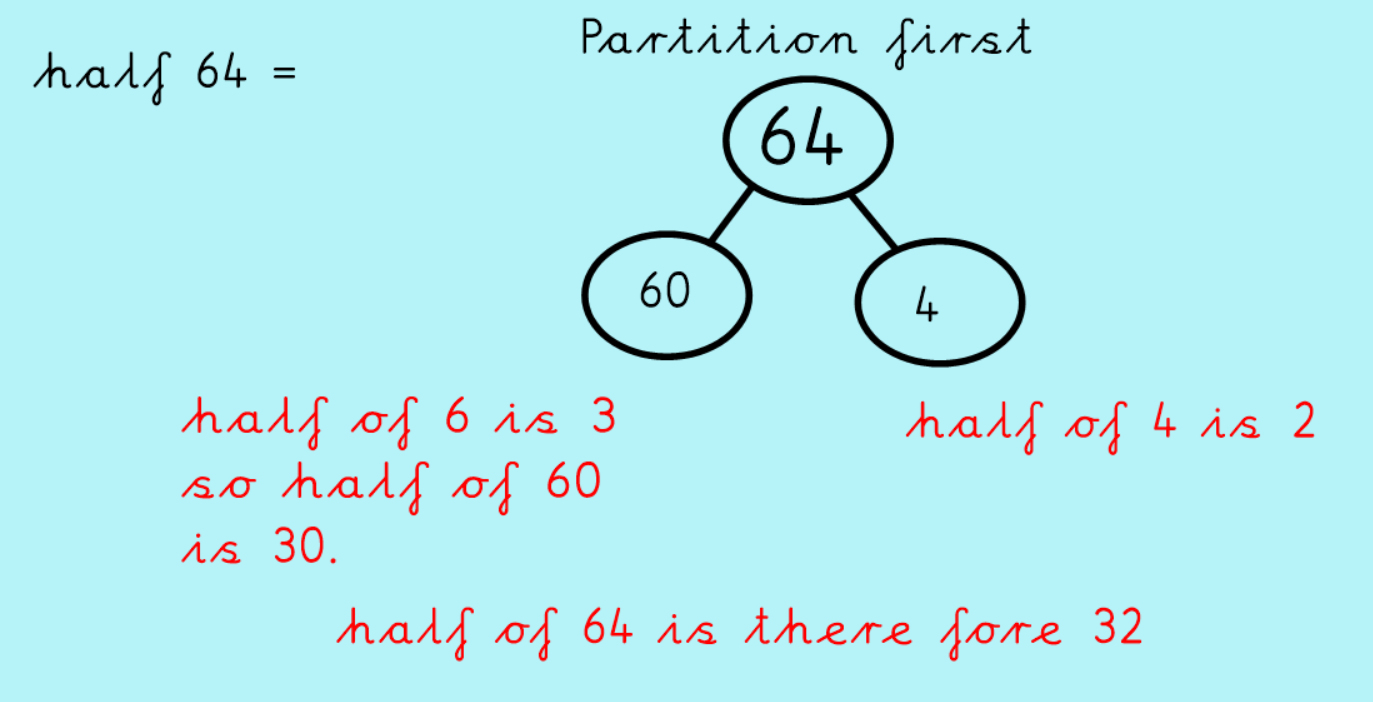 Partition first
half 64 =
64
60
4
half of 6 is 3
so half of 60
is 30.
half of 4 is 2
half of 64 is there fore 32